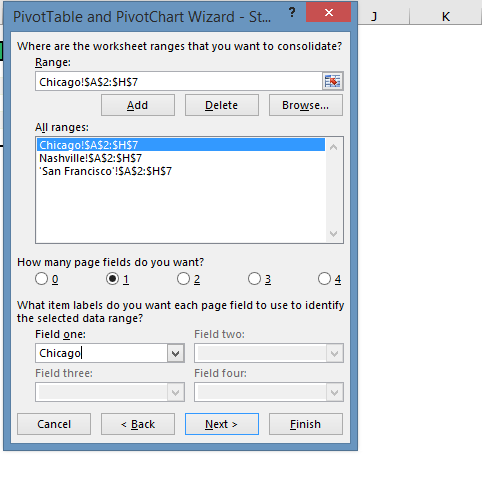 PivotTable and PivotChart Wizard - St... ? ×
J K
Where are the worksheet ranges that you want to consolidate?
Range:
Chicago!$A$2:$H$7
Add Delete Browse...
All ranges:
Chicago!$A$2:$H$7
Nashville!$A$2:$H$7
'San Francisco'!$A$2:$H$7
How many page fields do you want?
0 1 2 3 4
What item labels do you want each page field to use to identify
the selected data range?
Field one: Field two:
Chicago
Field three: Field four:
Cancel < Back Next > Finish